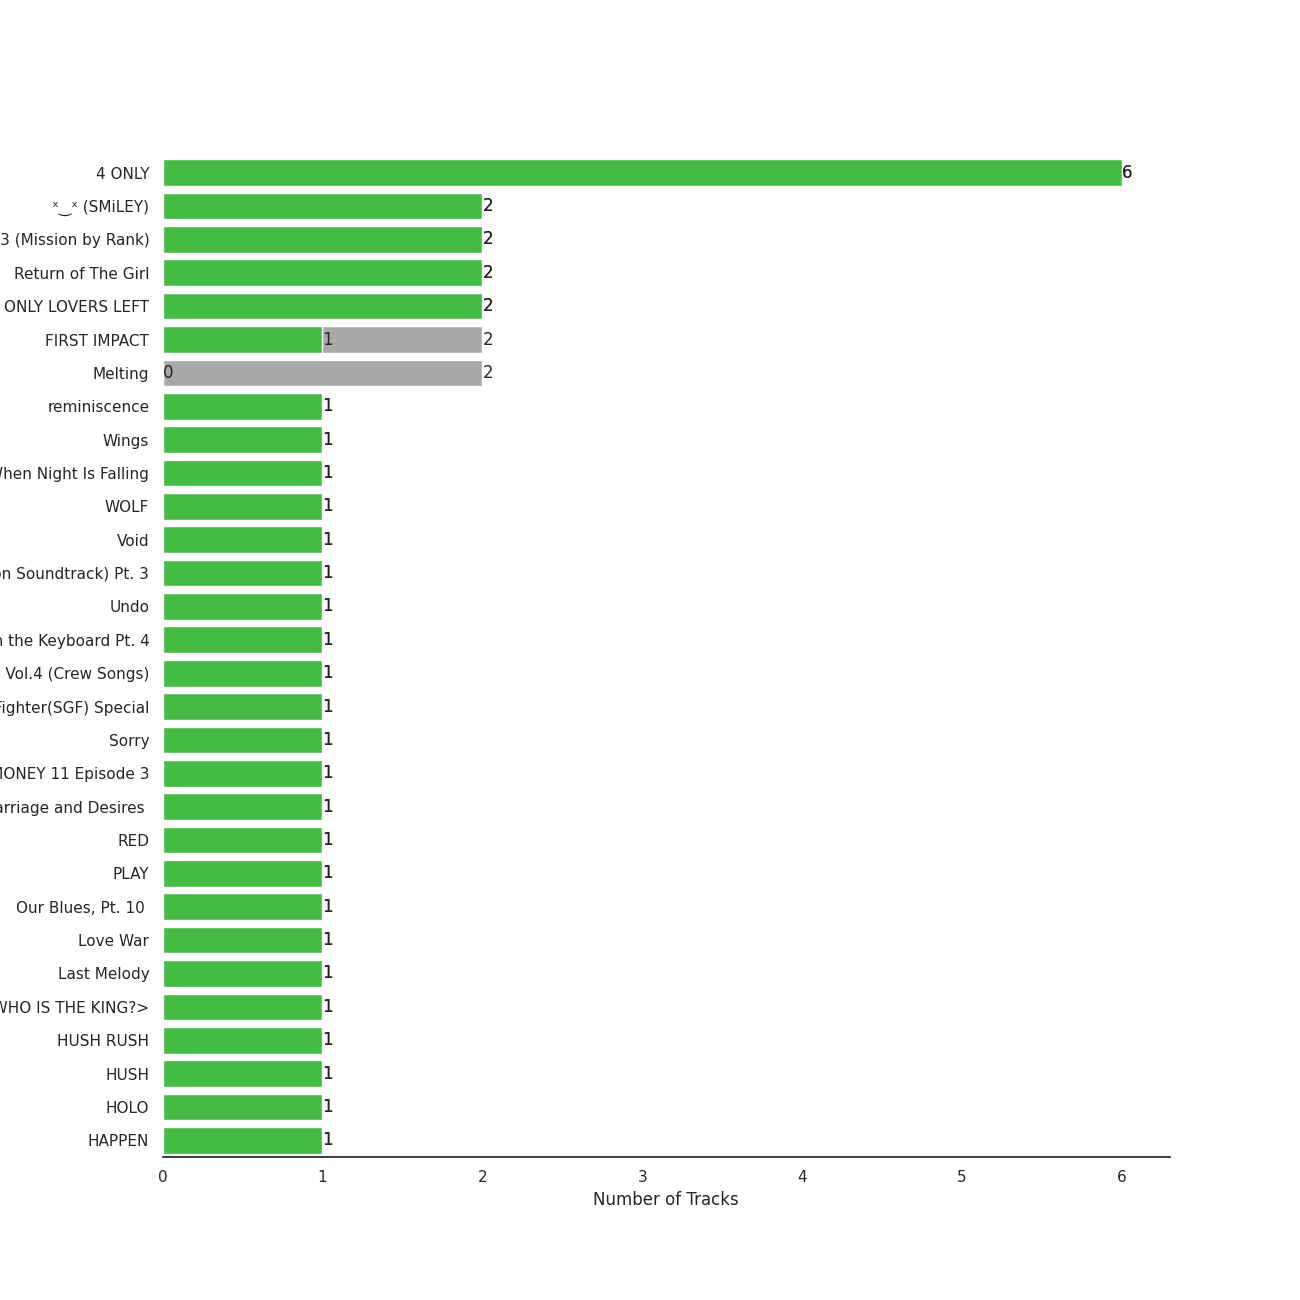 4 ONLY 6
ˣ‿ˣ (SMiLEY) 2
3 (Mission by Rank) 2
Return of The Girl 2
ONLY LOVERS LEFT 2
FIRST IMPACT 1 2
Melting 0 2
reminiscence 1
Wings 1
When Night Is Falling 1
WOLF 1
Void 1
on Soundtrack) Pt. 3 1
Undo 1
the Keyboard Pt. 4 1
Vol.4 (Crew Songs) 1
Fighter(SGF) Special 1
Sorry 1
MONEY 11 Episode 3 1
arriage and Desires 1
RED 1
PLAY 1
Our Blues, Pt. 10 1
Love War 1
Last Melody 1
WHO IS THE KING?> 1
HUSH RUSH 1
HUSH 1
HOLO 1
HAPPEN 1
0 1 2 3 4 5 6
Number of Tracks